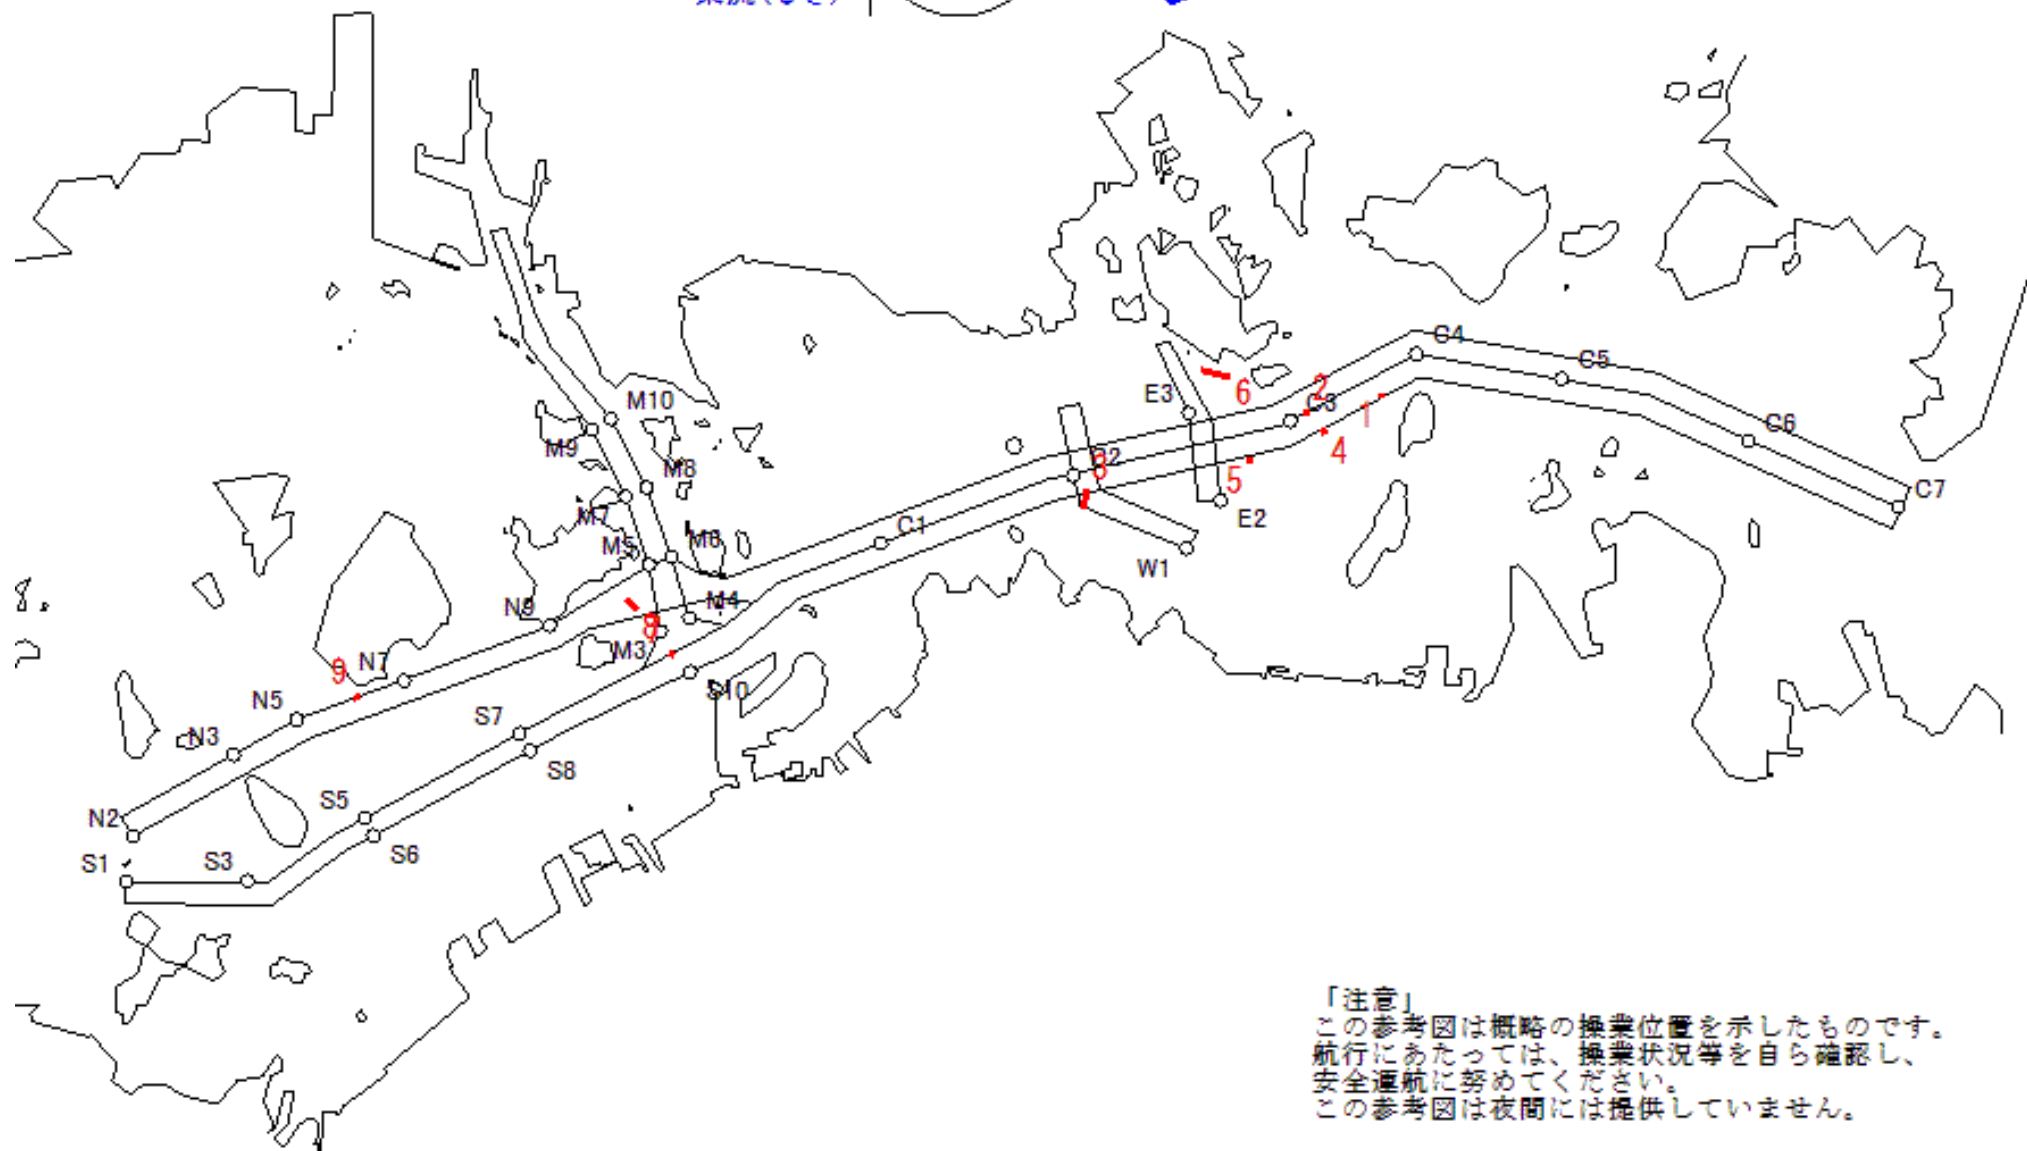 C4
C5
E3
6
2
C3
1
M10
C6
M9
M8
4
3
5
C7
M7
C1
E2
M5
M6
W1
N9
M4
M3
9
N7
N5
S10
S7
N3
S8
S5
N2
S6
S1
S3
「注意」
この参考図は概略の操業位置を示したものです。
航行にあたっては、操業状況等を自ら確認し、
安全運航に努めてください。
この参考図は夜間には提供していません。